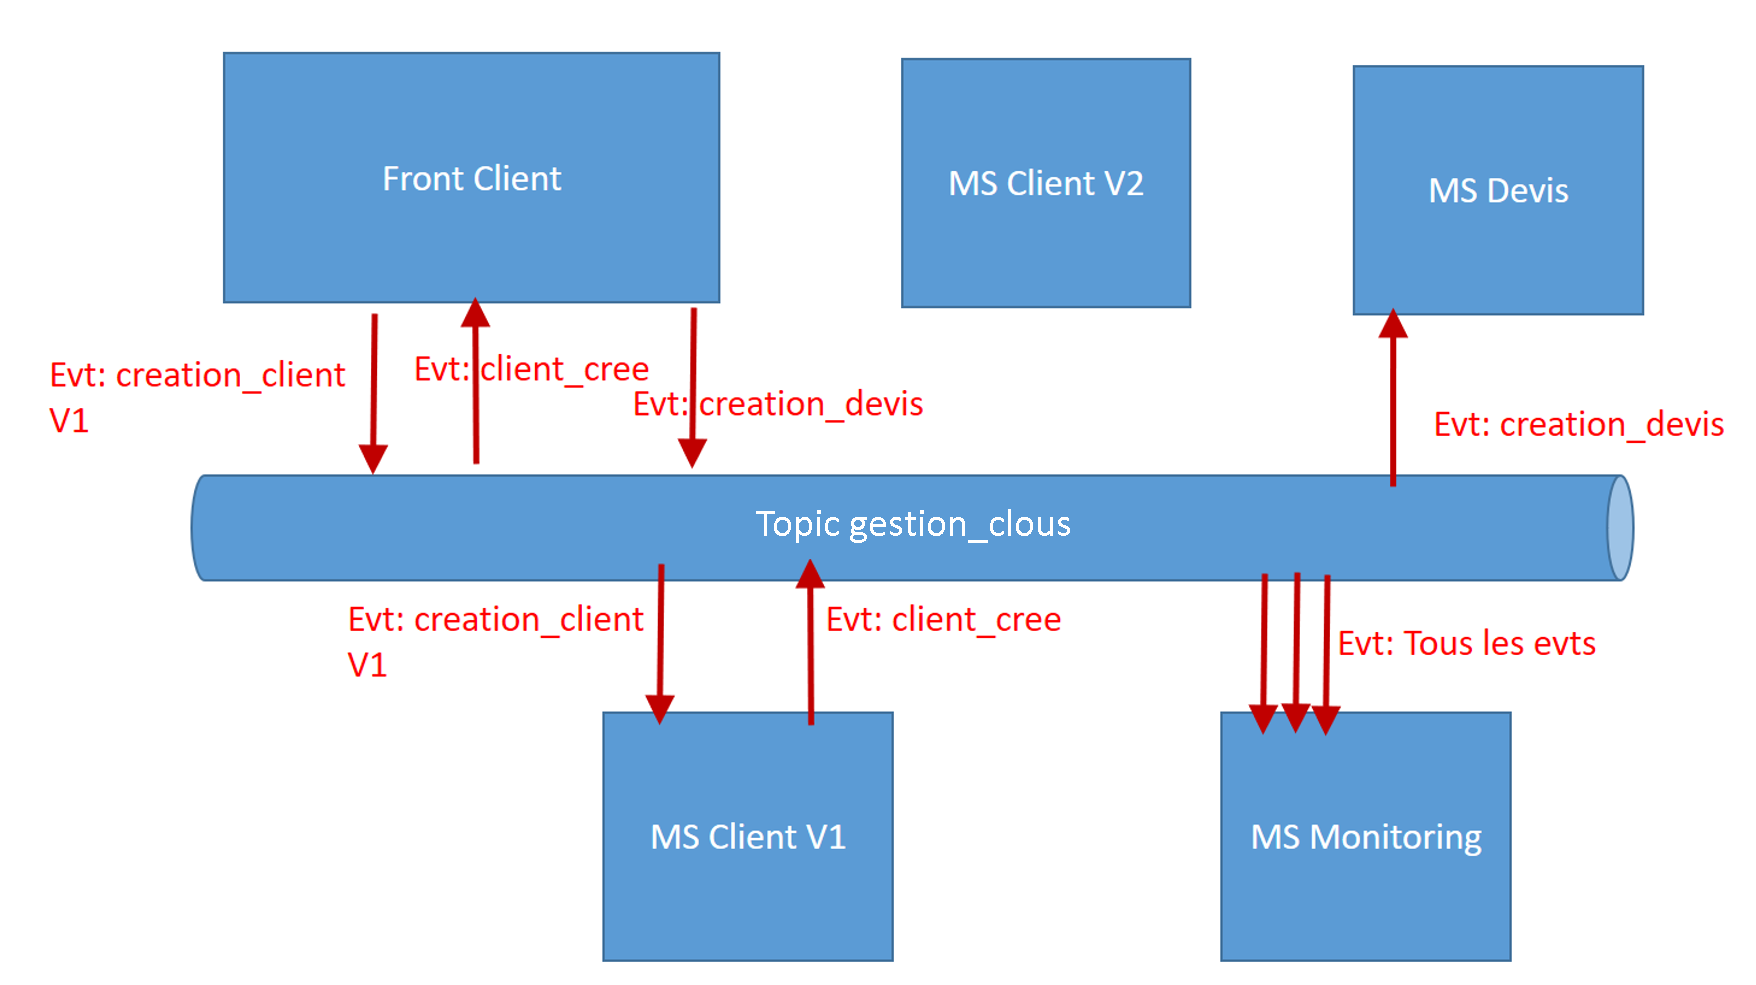 Front Client
MS Client V2
MS Devis
Evt: creation_client
V1
Evt: client_cree
Evt: creation_devis
Evt: creation_devis
Topic gestion_clous
Evt: creation_client
V1
Evt: client_cree
Evt: Tous les evts
MS Client V1
MS Monitoring